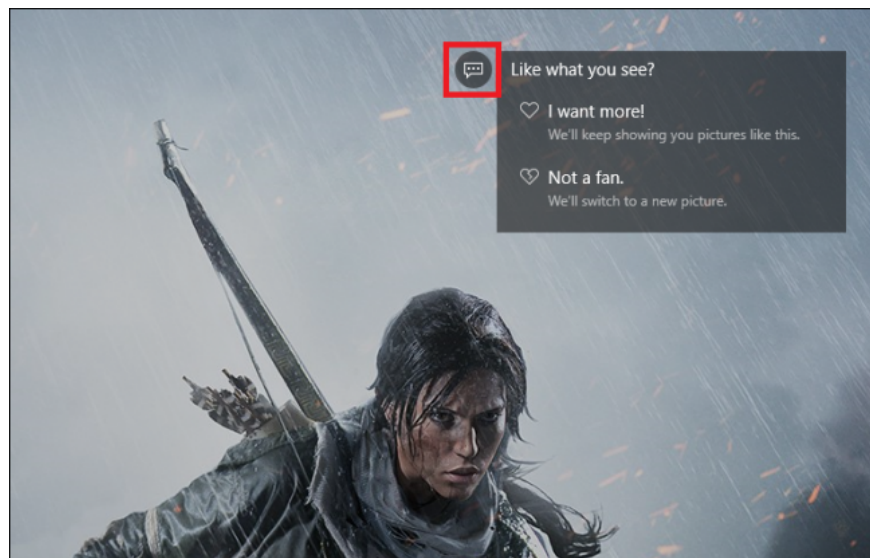 Like what you see?
I want more!
We'll keep showing you pictures like this.
Not a fan.
We'll switch to a new picture.